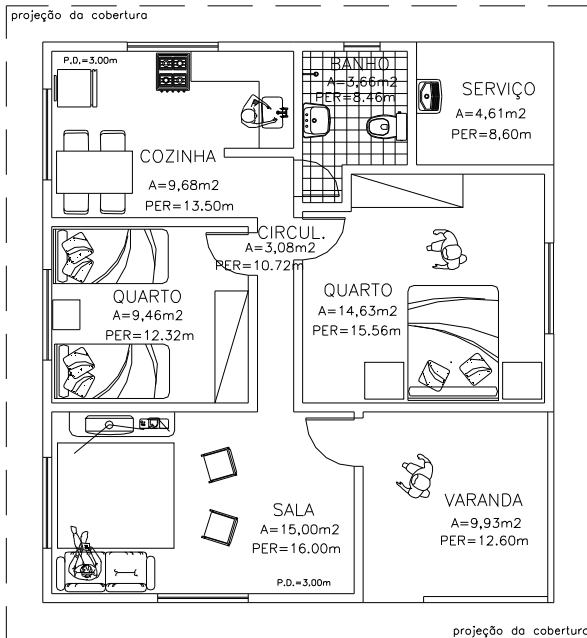 projeção da cobertura
P.D.=3,00m
BANHO
A=3,66m2
PER=8.46m
SERVIÇO
A=4,61m2
PER=8,60m
COZINHA
A=9,68m2
PER=13.50m
CIRCUL.
A=3,08m2
PER=10.72m
QUARTO
A=9,46m2
PER=12.32m
QUARTO
A=14,63m2
PER=15.56m
SALA
A=15,00m2
PER=16.00m
P.D.=3,00m
VARANDA
A=9,93m2
PER=12.60m
projeção da cobertura